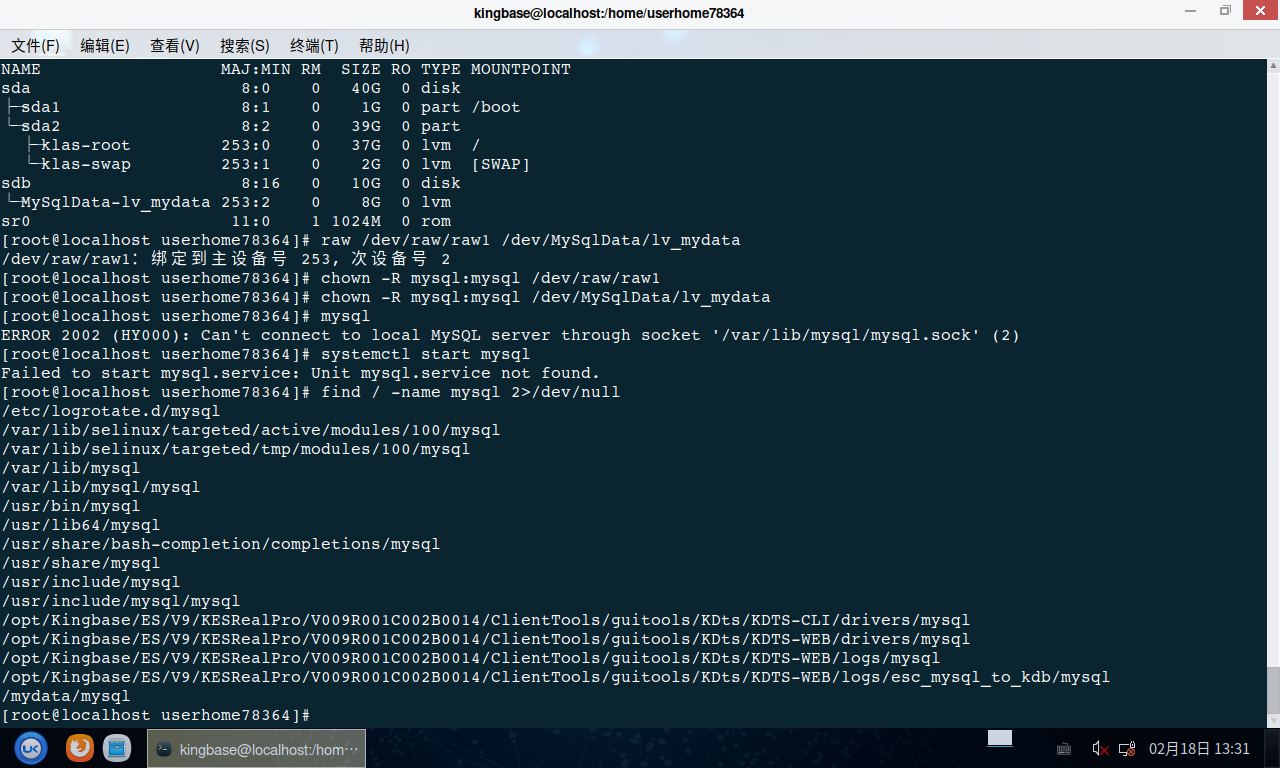 kingbase@localhost:/home/userhome78364
文件(F) 编辑(E) 查看(V) 搜索(S) 终端(T) 帮助(H)
NAME                  MAJ:MIN RM  SIZE RO TYPE MOUNTPOINT
sda                     8:0    0   40G  0 disk
├─sda1                  8:1    0    1G  0 part /boot
└─sda2                  8:2    0   39G  0 part
  ├─klas-root         253:0    0   37G  0 lvm  /
  └─klas-swap         253:1    0    2G  0 lvm  [SWAP]
sdb                     8:16   0   10G  0 disk
└─MySqlData-lv_mydata 253:2    0    8G  0 lvm
sr0                    11:0    1 1024M  0 rom
[root@localhost userhome78364]# raw /dev/raw/raw1 /dev/MySqlData/lv_mydata
/dev/raw/raw1: 绑定到主设备号 253, 次设备号 2
[root@localhost userhome78364]# chown -R mysql:mysql /dev/raw/raw1
[root@localhost userhome78364]# chown -R mysql:mysql /dev/MySqlData/lv_mydata
[root@localhost userhome78364]# mysql
ERROR 2002 (HY000): Can't connect to local MySQL server through socket '/var/lib/mysql/mysql.sock' (2)
[root@localhost userhome78364]# systemctl start mysql
Failed to start mysql.service: Unit mysql.service not found.
[root@localhost userhome78364]# find / -name mysql 2>/dev/null
/etc/logrotate.d/mysql
/var/lib/selinux/targeted/active/modules/100/mysql
/var/lib/selinux/targeted/tmp/modules/100/mysql
/var/lib/mysql
/var/lib/mysql/mysql
/usr/bin/mysql
/usr/lib64/mysql
/usr/share/bash-completion/completions/mysql
/usr/share/mysql
/usr/include/mysql
/usr/include/mysql/mysql
/opt/Kingbase/ES/V9/KESRealPro/V009R001C002B0014/ClientTools/guitools/KDts/KDTS-CLI/drivers/mysql
/opt/Kingbase/ES/V9/KESRealPro/V009R001C002B0014/ClientTools/guitools/KDts/KDTS-WEB/drivers/mysql
/opt/Kingbase/ES/V9/KESRealPro/V009R001C002B0014/ClientTools/guitools/KDts/KDTS-WEB/logs/mysql
/opt/Kingbase/ES/V9/KESRealPro/V009R001C002B0014/ClientTools/guitools/KDts/KDTS-WEB/logs/esc_mysql_to_kdb/mysql
/mydata/mysql
[root@localhost userhome78364]#
UK kingbase@localhost:/hom··· 02月18日 13:31